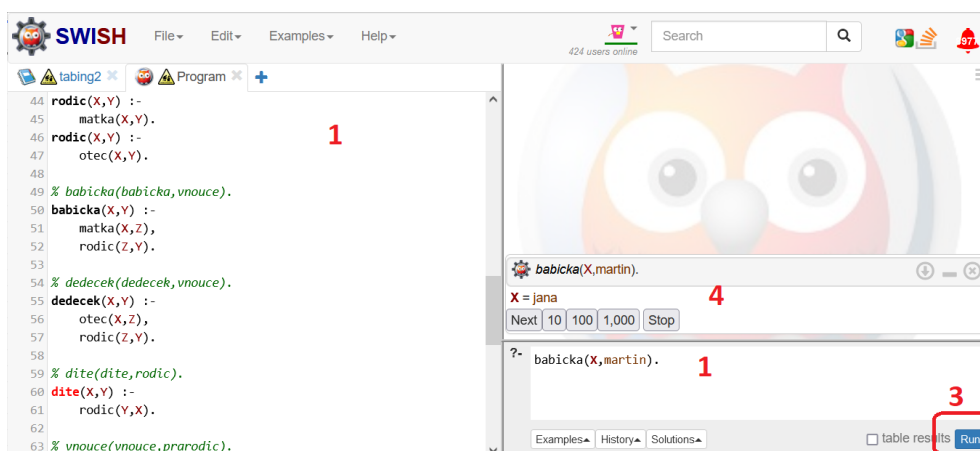 SWISH File Edit Examples Help
424 users online
Search
977
tabing2 Program
44 rodic(X,Y) :-
45 matka(X,Y).
46 rodic(X,Y) :-
47 otec(X,Y).
48
49 % babicka(babicka,vnouce).
50 babicka(X,Y) :-
51 matka(X,Z),
52 rodic(Z,Y).
53
54 % dedecek(dedecek,vnouce).
55 dedecek(X,Y) :-
56 otec(X,Z),
57 rodic(Z,Y).
58
59 % dite(dite,rodic).
60 dite(X,Y) :-
61 rodic(Y,X).
62
63 % vnouce(vnouce,prarodic).
1
babicka(X,martin).
X = jana
4
Next 10 100 1,000 Stop
?- babicka(X,martin).
1
3
Examples History Solutions table results Run